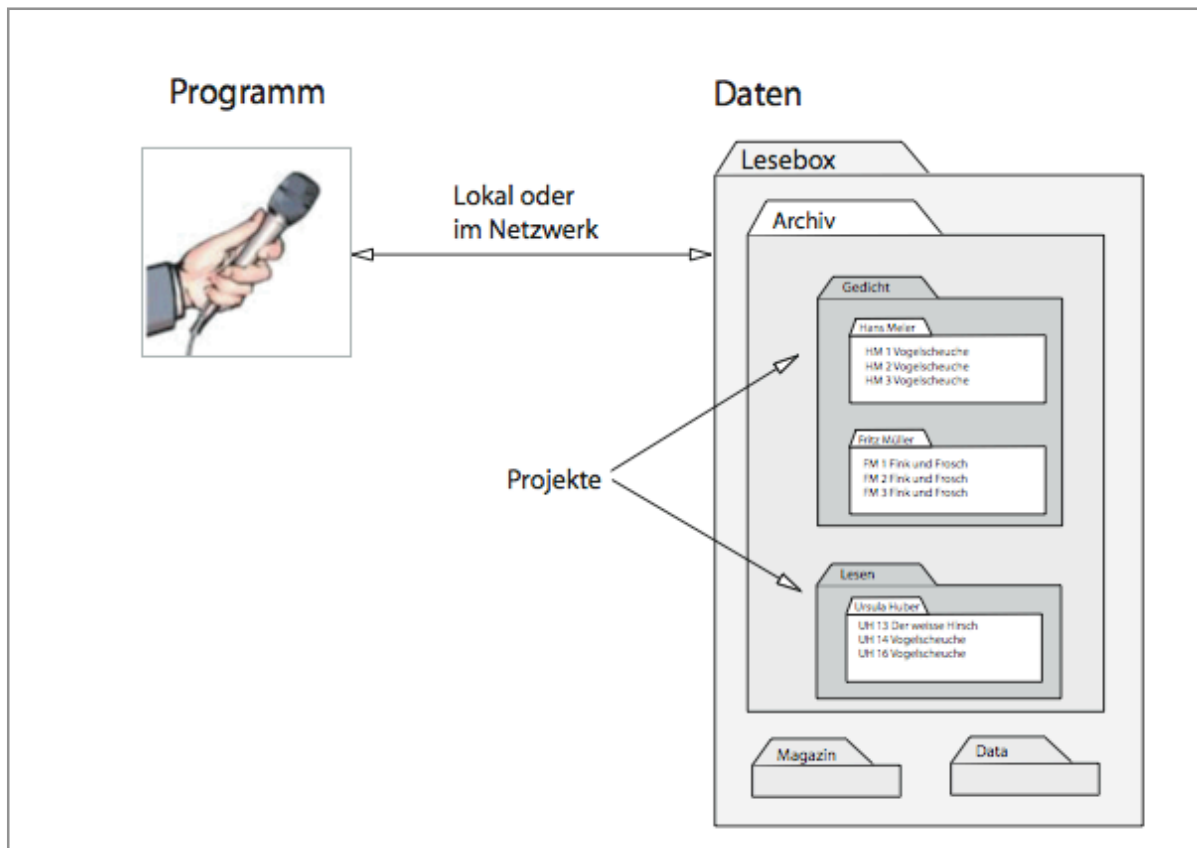 Programm
Daten
Lokal oder
im Netzwerk
Lesebox
Archiv
Gedicht
Hans Meier
HM 1 Vogelscheuche
HM 2 Vogelscheuche
HM 3 Vogelscheuche
Fritz Müller
FM 1 Fink und Frosch
FM 2 Fink und Frosch
FM 3 Fink und Frosch
Projekte
Lesen
Ursula Huber
UH 13 Der weisse Hirsch
UH 14 Vogelscheuche
UH 16 Vogelscheuche
Magazin
Data